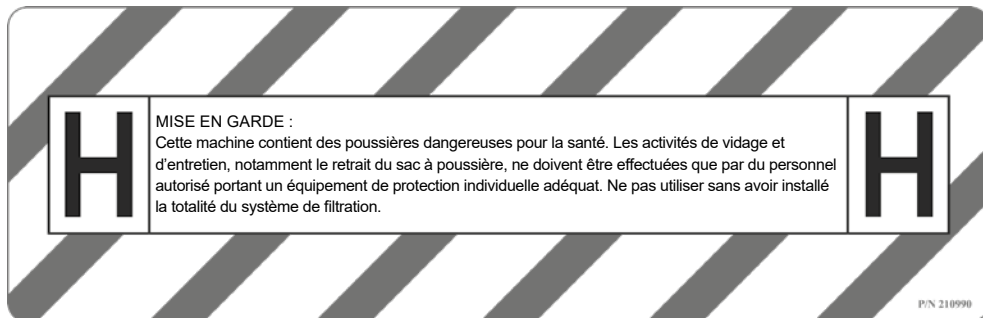 H
MISE EN GARDE :
Cette machine contient des poussières dangereuses pour la santé. Les activités de vidage et
d'entretien, notamment le retrait du sac à poussière, ne doivent être effectuées que par du personnel
autorisé portant un équipement de protection individuelle adéquat. Ne pas utiliser sans avoir installé
la totalité du système de filtration.
H
P/N 210990